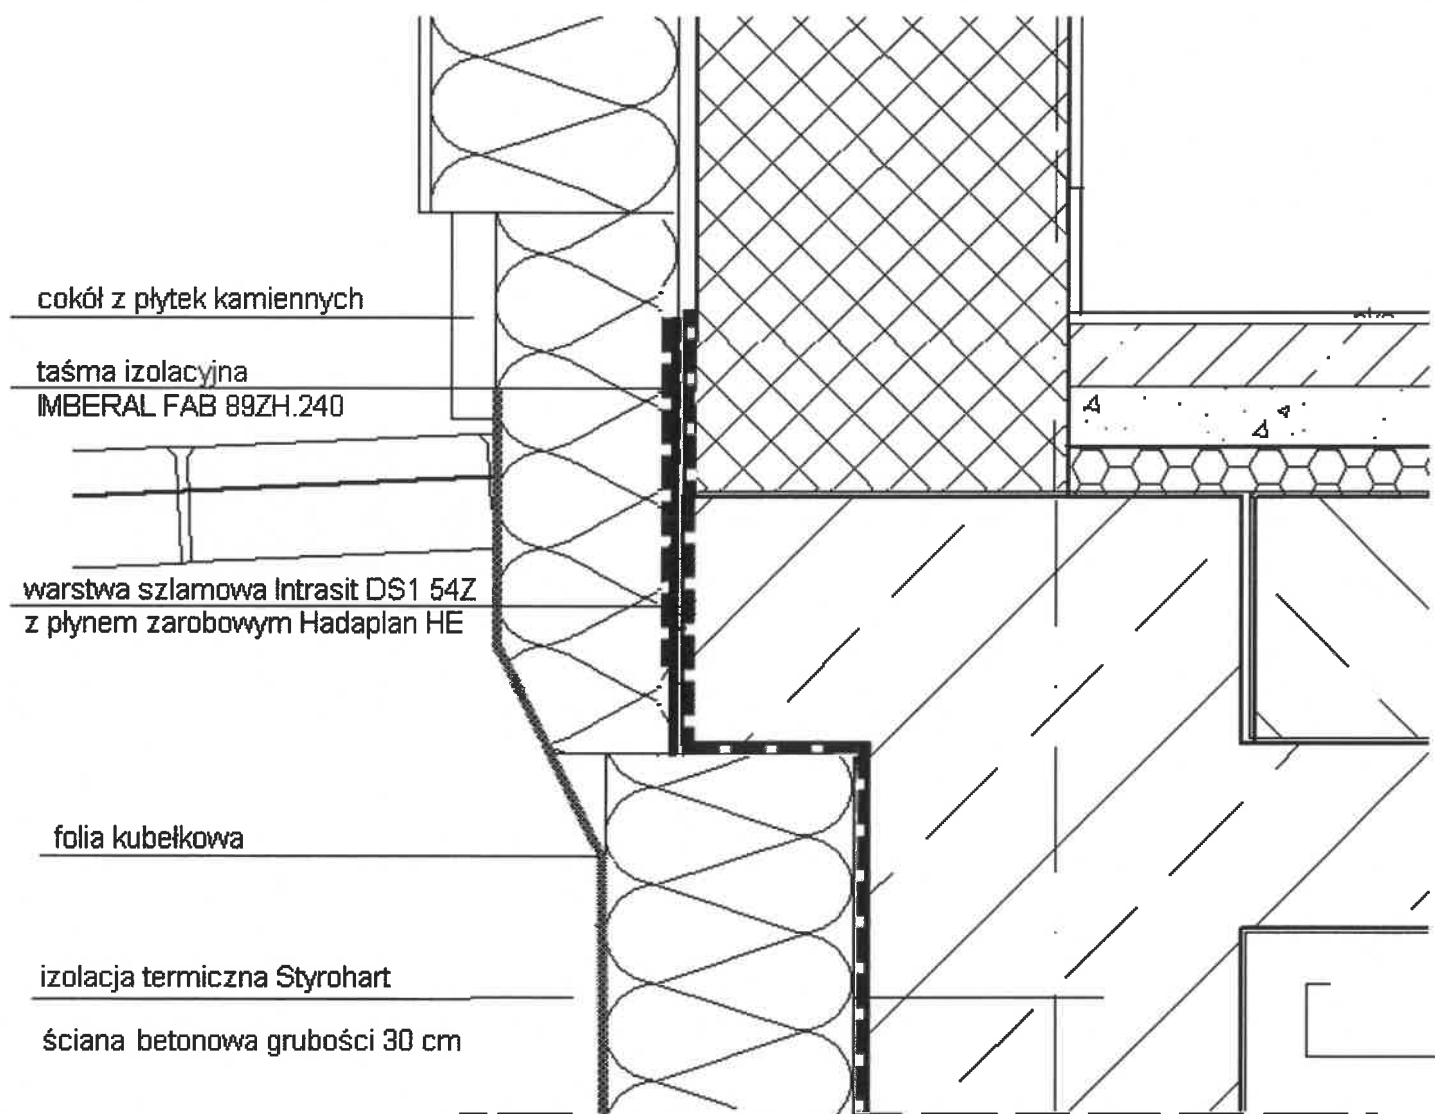 cokół z płytek kamiennych
taśma izolacyjna
IMBERAL FAB 89ZH.240
warstwa szlamowa Intrasit DS1 54Z
z płynem zarobowym Hadaplan HE
folia kubełkowa
izolacja termiczna Styrohart
ściana betonowa grubości 30 cm